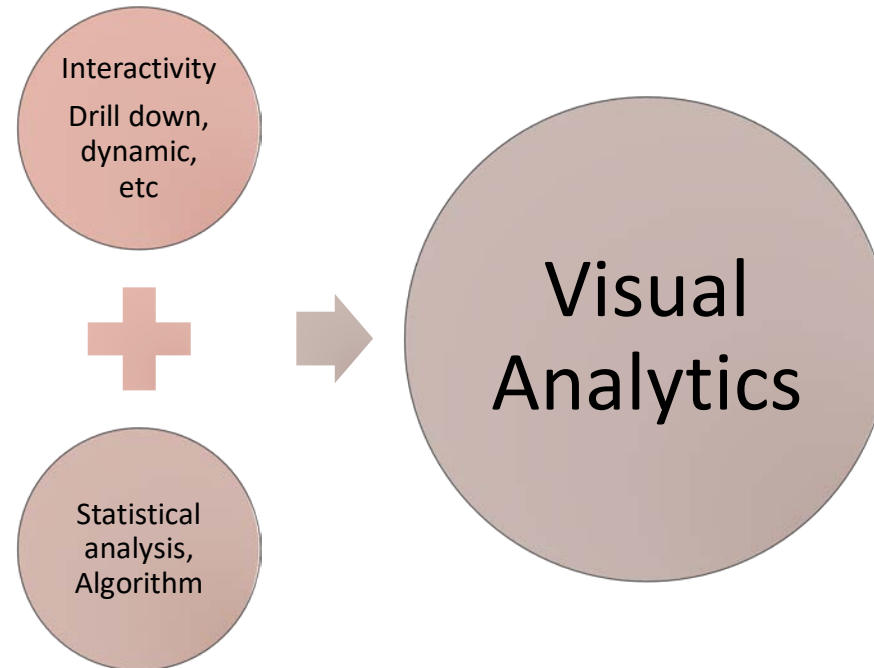 Interactivity
Drill down,
dynamic,
etc
Statistical
analysis,
Algorithm
Visual
Analytics